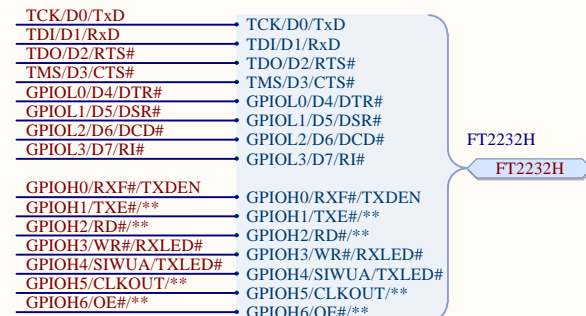 TCK/D0/TxD TCK/D0/TxD
TDI/D1/RxD TDI/D1/RxD
TDO/D2/RTS# TDO/D2/RTS#
TMS/D3/CTS# TMS/D3/CTS#
GPIOL0/D4/DTR# GPIOL0/D4/DTR#
GPIOL1/D5/DSR# GPIOL1/D5/DSR#
GPIOL2/D6/DCD# GPIOL2/D6/DCD# FT2232H
GPIOL3/D7/RI# GPIOL3/D7/RI# FT2232H
GPIOH0/RXF#/TXDEN GPIOH0/RXF#/TXDEN
GPIOH1/TXE#/** GPIOH1/TXE#/**
GPIOH2/RD#/** GPIOH2/RD#/**
GPIOH3/WR#/RXLED# GPIOH3/WR#/RXLED#
GPIOH4/SIWUA/TXLED# GPIOH4/SIWUA/TXLED#
GPIOH5/CLKOUT/** GPIOH5/CLKOUT/**
GPIOH6/OE#/** GPIOH6/OE#/**